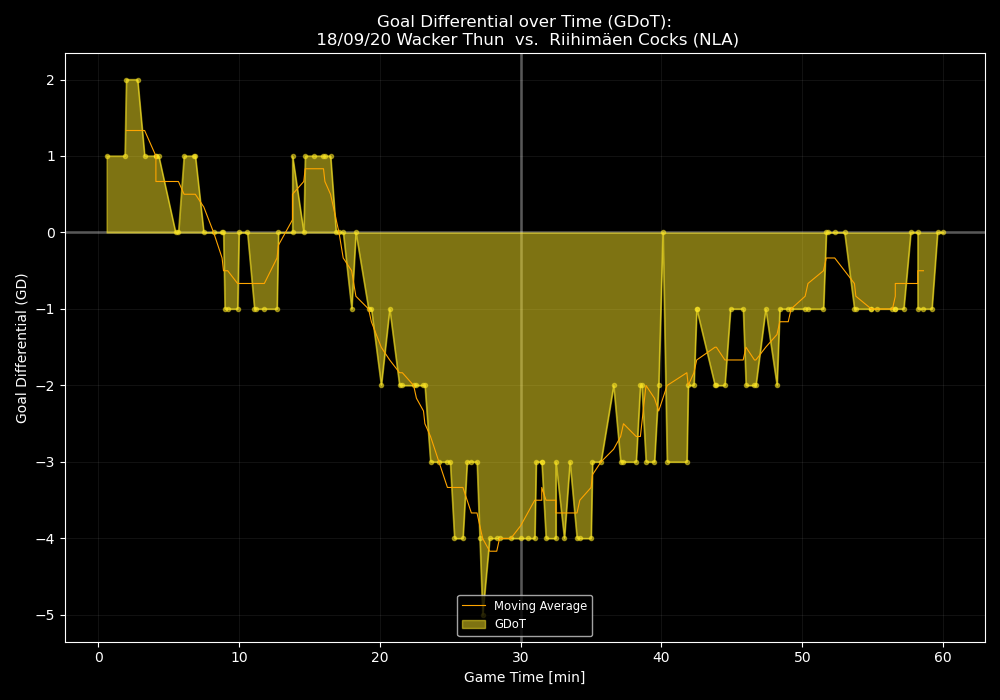 Goal Differential over Time (GDoT):
18/09/20 Wacker Thun  vs.  Riihimäen Cocks (NLA)
Goal Differential (GD)
2
1
0
−1
−2
−3
−4
−5
Moving Average
GDoT
0 10 20 30 40 50 60
Game Time [min]